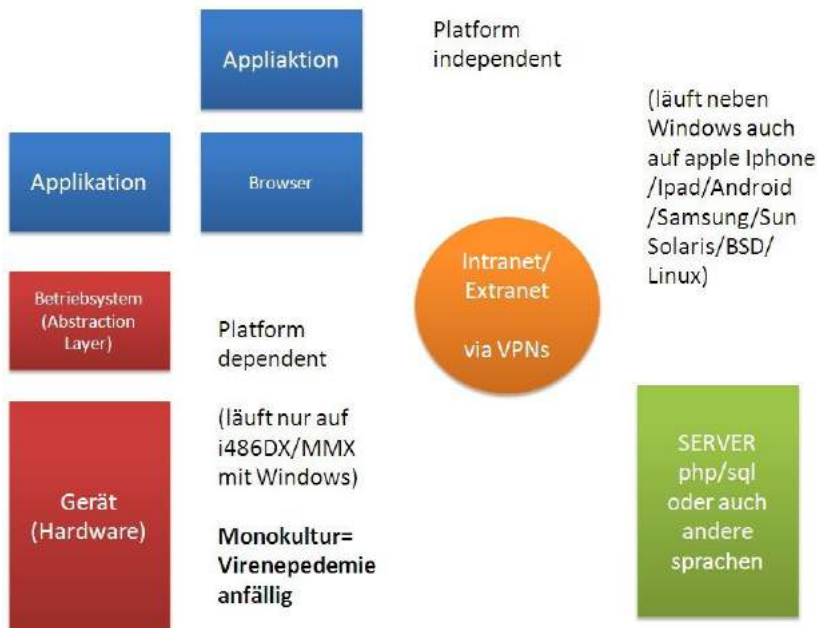 Appliaktion
Platform
independent
(läuft neben
Windows auch
auf apple Iphone
/Ipad/Android
/Samsung/Sun
Solaris/BSD/
Linux)
Applikation
Browser
Intranet/
Extranet
via VPNs
Betriebsystem
(Abstraction
Layer)
Platform
dependent
(läuft nur auf
i486DX/MMX
mit Windows)
Monokultur=
Virenepedemie
anfällig
Gerät
(Hardware)
SERVER
php/sql
oder auch
andere
sprachen